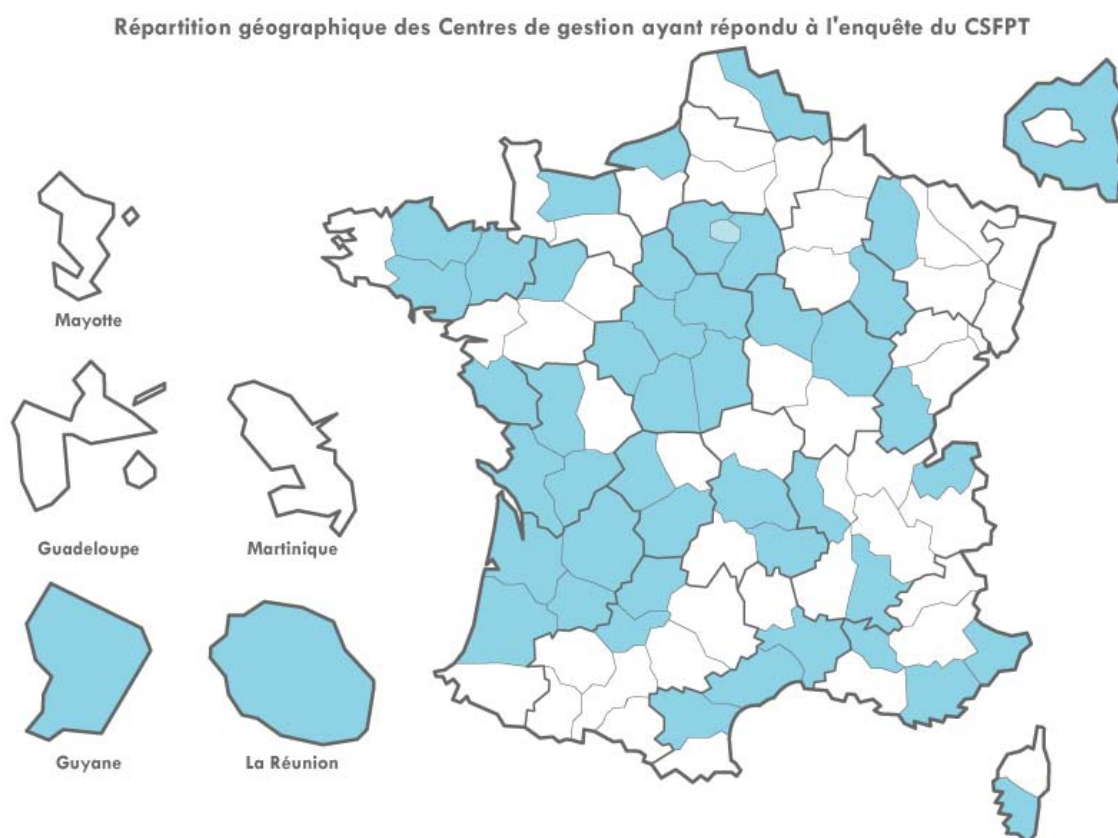 Répartition géographique des Centres de gestion ayant répondu à l'enquête du CSFPT
Mayotte
Guadeloupe
Martinique
Guyane
La Réunion